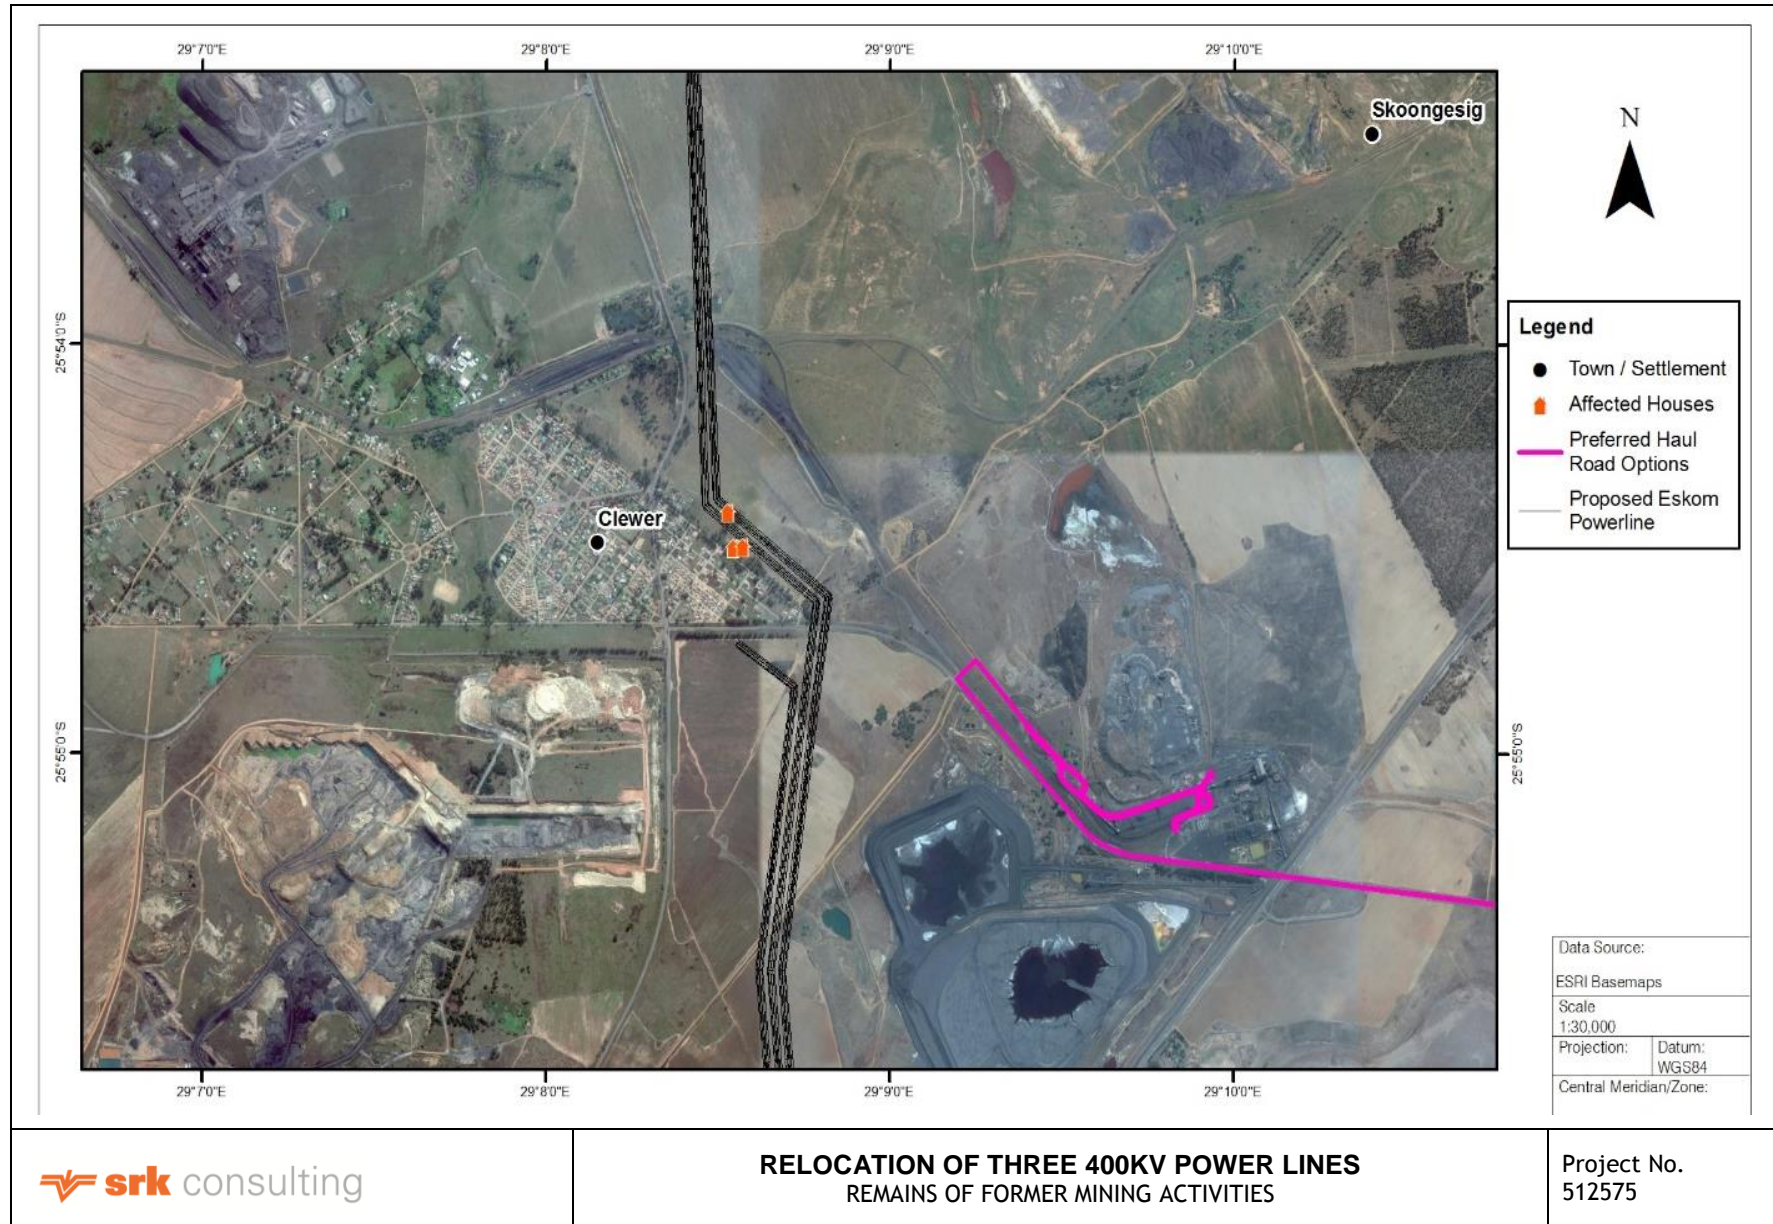 29°7'0"E
29°8'0"E
29°9'0"E
29°10'0"E
Skoongesig
N
25°54'0"S
Legend
Town / Settlement
Affected Houses
Preferred Haul
Road Options
Proposed Eskom
Powerline
Clewer
25°55'0"S
25°55'0"S
Data Source:
ESRI Basemaps
Scale
1:30,000
Projection:
Datum:
WGS84
Central Meridian/Zone:
29°7'0"E
29°8'0"E
29°9'0"E
29°10'0"E
srk consulting
RELOCATION OF THREE 400KV POWER LINES
REMAINS OF FORMER MINING ACTIVITIES
Project No.
512575